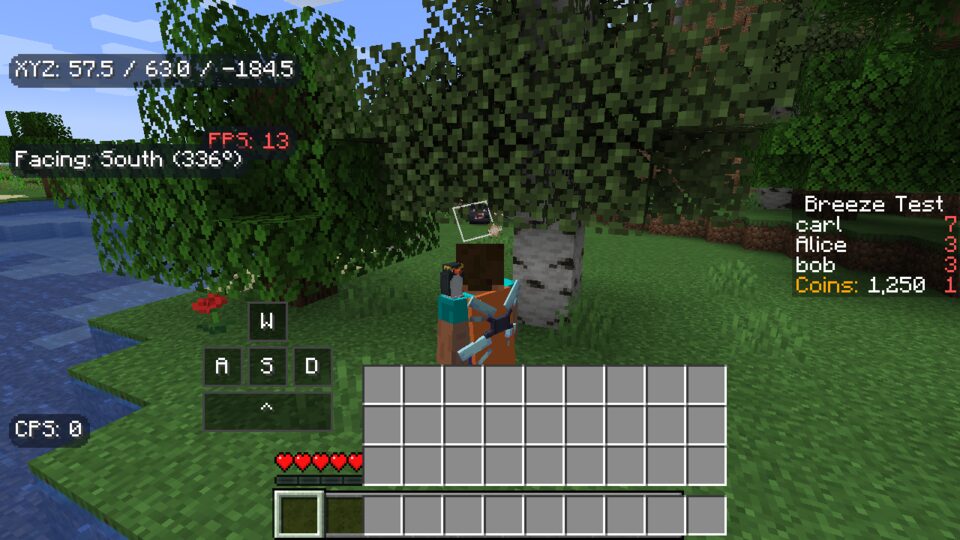 XYZ: 57.5 / 63.0 / -184.5
FPS: 13
Facing: South (336°)
Breeze Test
carl 7
Alice 3
bob 3
Coins: 1,250 1
W
A S D
^
CPS: 0